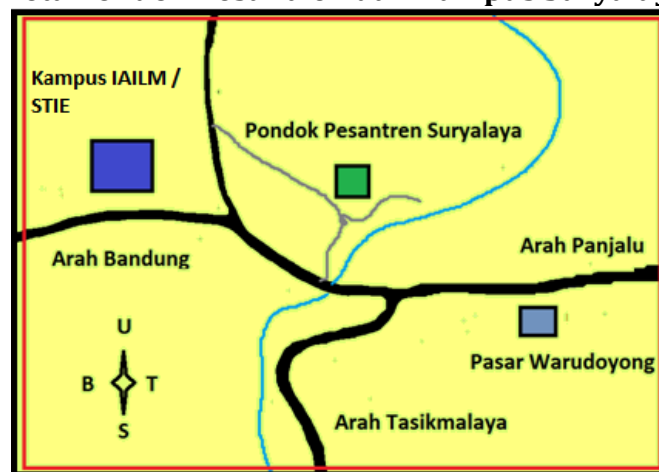 Kampus IAILM /
STIE
Pondok Pesantren Suryalaya
Arah Bandung
Arah Panjalu
Pasar Warudoyong
Arah Tasikmalaya
U
B T
S